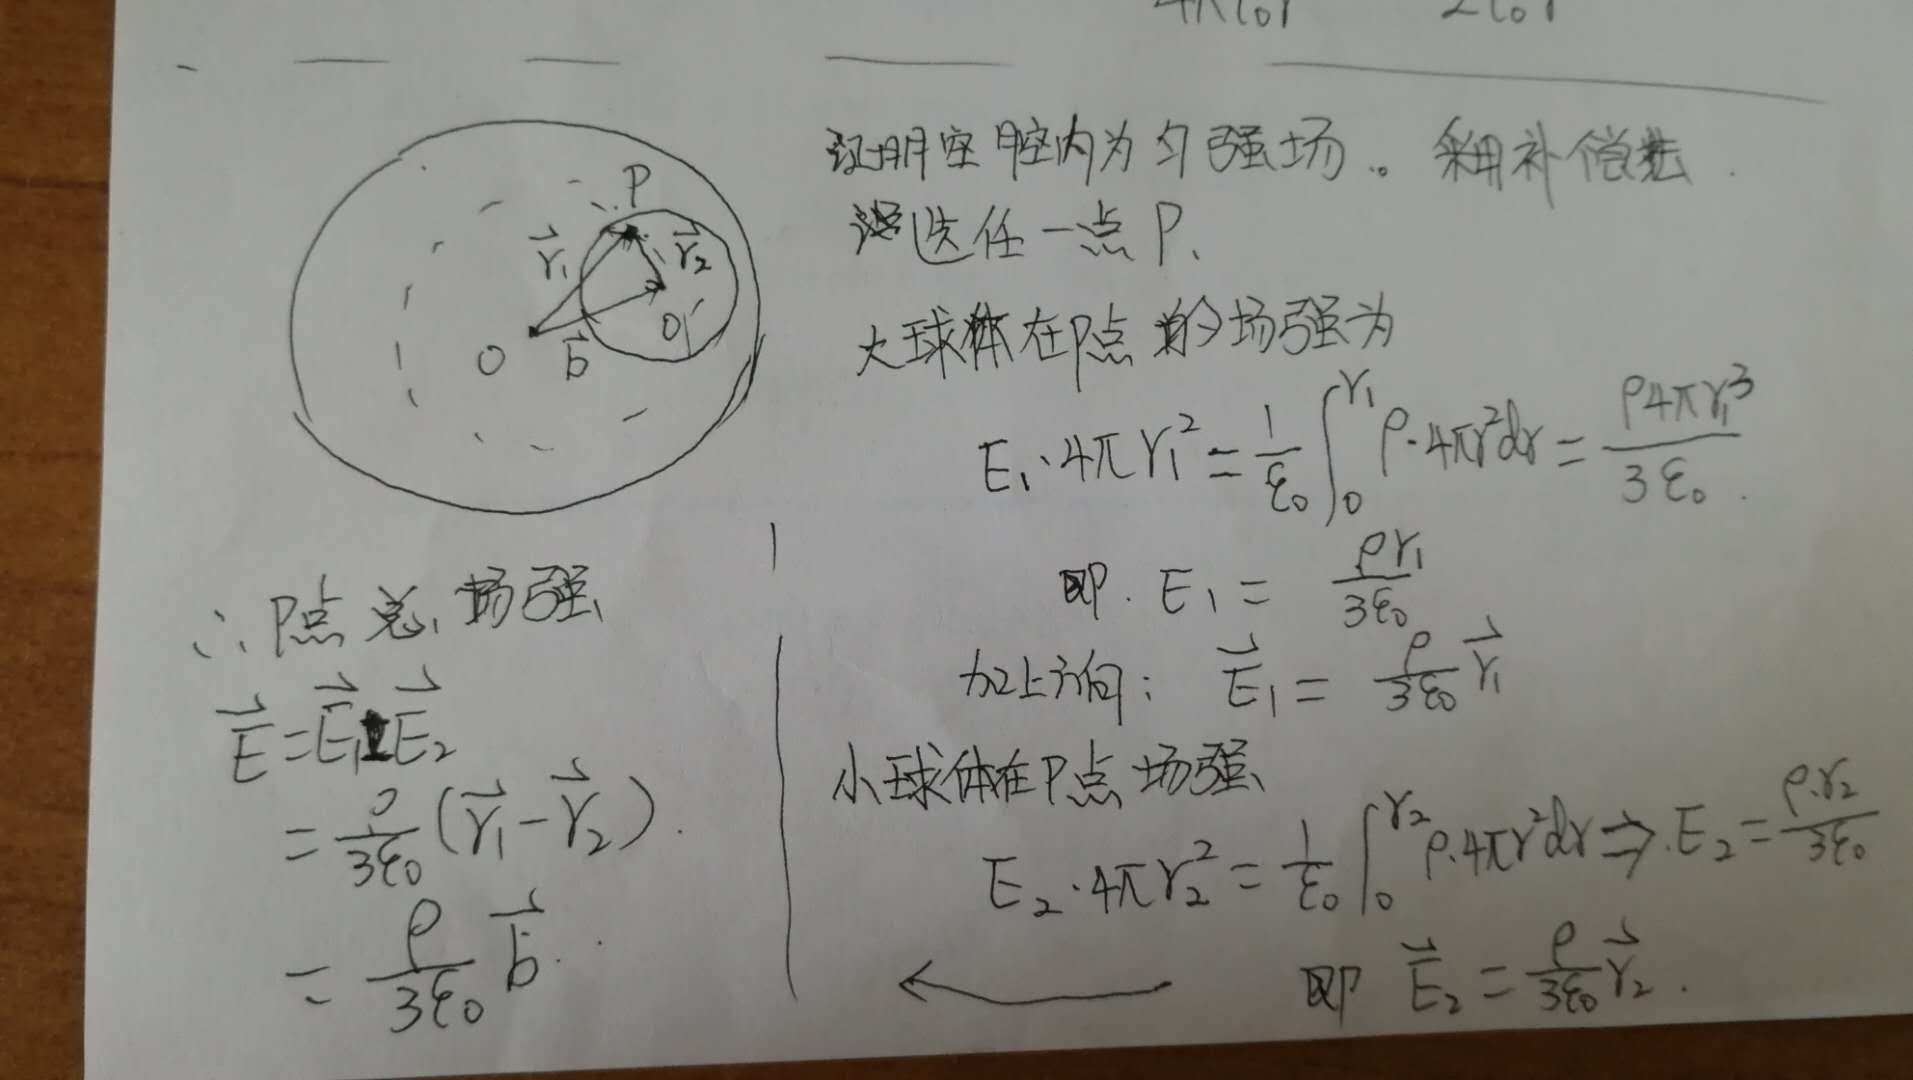 P
r⃗₁
r⃗₂
O
b⃗
O′
证明空腔内为匀强场。采用补偿法.
选任一点P.
大球体在P点的场强为
E₁·4πr₁² = 1/ε₀ ∫₀^r₁ ρ·4πr²dr = ρ4πr₁³/3ε₀.
即. E₁ = ρr₁/3ε₀
加上方向: E⃗₁ = ρ/3ε₀ r⃗₁
小球体在P点场强
E₂·4πr₂² = 1/ε₀ ∫₀^r₂ ρ.4πr²dr ⇒. E₂ = ρ.r₂/3ε₀
即 E⃗₂ = ρ/3ε₀ r⃗₂.
∴P点总场强
E⃗ = E⃗₁ E⃗₂
= ρ/3ε₀ (r⃗₁ - r⃗₂).
= ρ/3ε₀ b⃗.